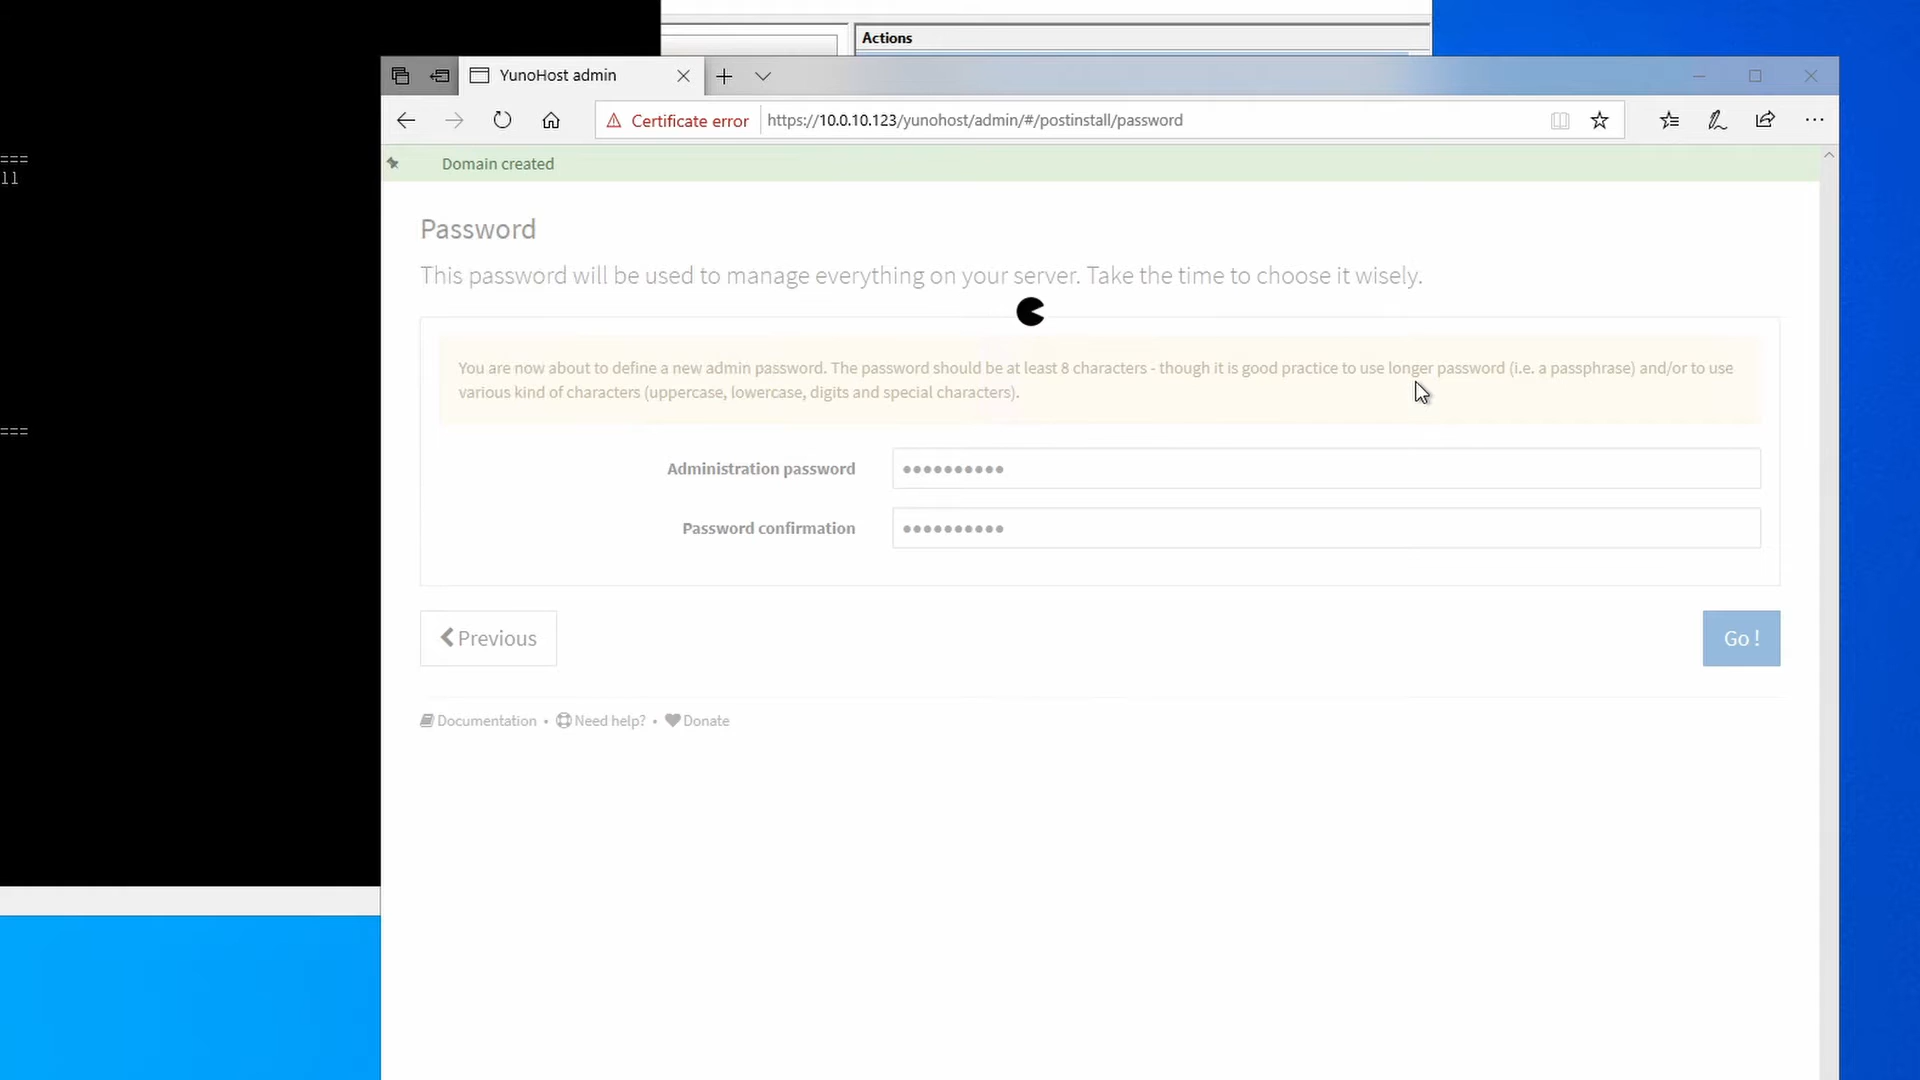 Actions
YunoHost admin
Certificate error
https://10.0.10.123/yunohost/admin/#/postinstall/password
===
ll
Domain created
Password
This password will be used to manage everything on your server. Take the time to choose it wisely.
You are now about to define a new admin password. The password should be at least 8 characters - though it is good practice to use longer password (i.e. a passphrase) and/or to use
various kind of characters (uppercase, lowercase, digits and special characters).
===
Administration password
Password confirmation
Previous
Go !
Documentation • Need help? • Donate